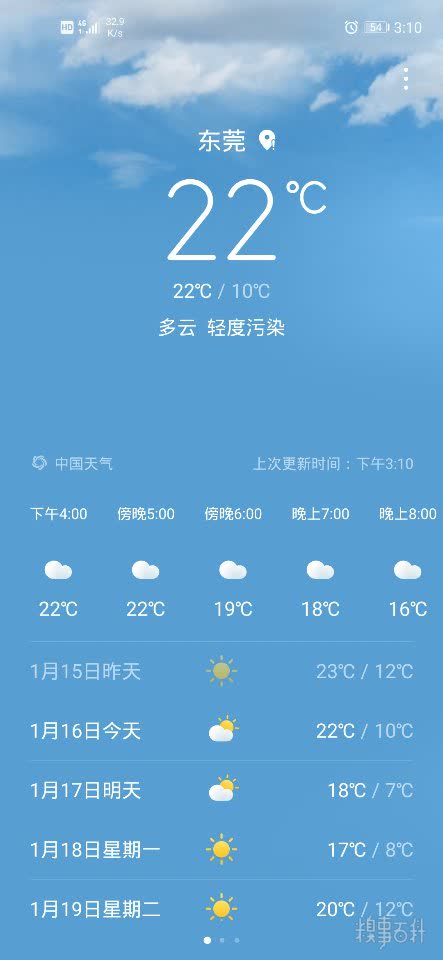 HD 4G 32.9 K/s 54 3:10
东莞
22℃
22℃ / 10℃
多云 轻度污染
中国天气 上次更新时间：下午3:10
下午4:00 傍晚5:00 傍晚6:00 晚上7:00 晚上8:00
22℃ 22℃ 19℃ 18℃ 16℃
1月15日昨天 23℃ / 12℃
1月16日今天 22℃ / 10℃
1月17日明天 18℃ / 7℃
1月18日星期一 17℃ / 8℃
1月19日星期二 20℃ / 12℃
糗事百科